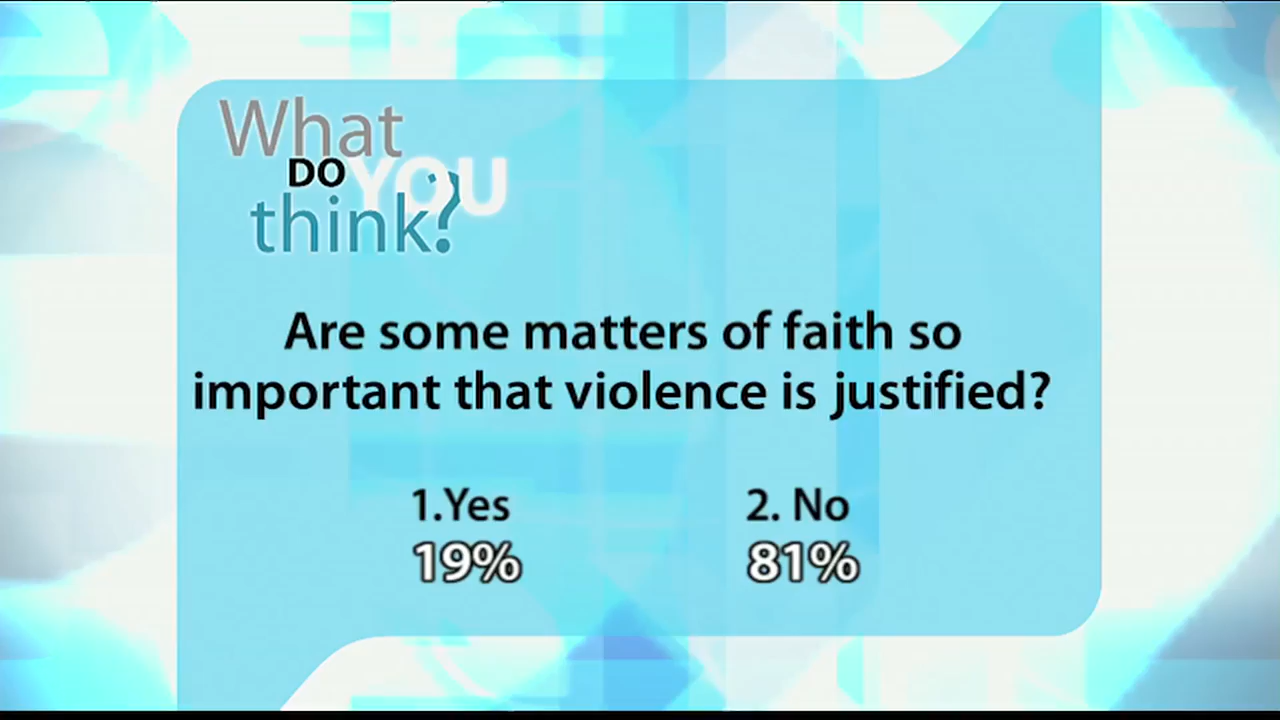 What
DO YOU
think?
Are some matters of faith so
important that violence is justified?
1.Yes 2. No
19% 81%